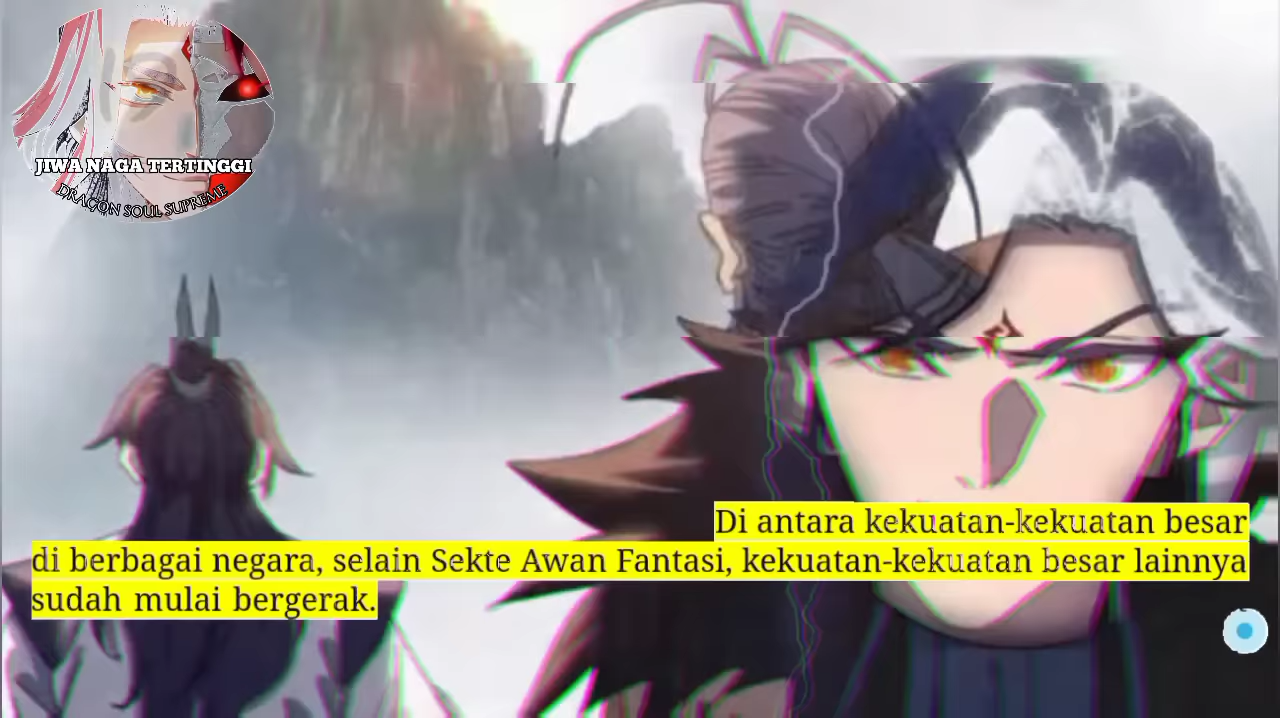 JIWA NAGA TERTINGGI
DRAGON SOUL SUPREME
Di antara kekuatan-kekuatan besar
di berbagai negara, selain Sekte Awan Fantasi, kekuatan-kekuatan besar lainnya
sudah mulai bergerak.